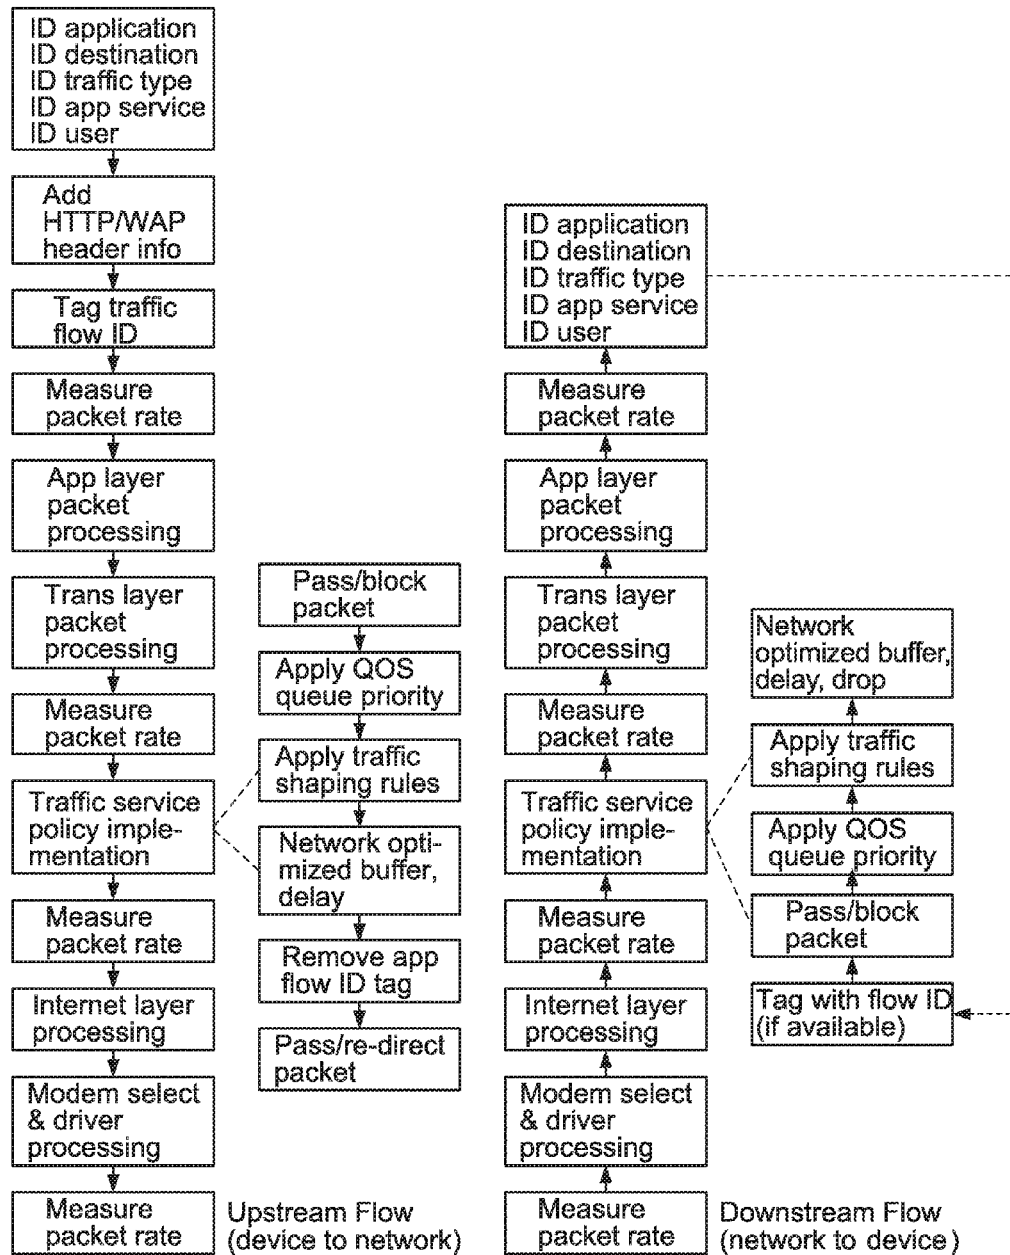 ID application
ID destination
ID traffic type
ID app service
ID user
Add
HTTP/WAP
header info
Tag traffic
flow ID
Measure
packet rate
App layer
packet
processing
Trans layer
packet
processing
Measure
packet rate
Traffic service
policy imple-
mentation
Measure
packet rate
Internet layer
processing
Modem select
& driver
processing
Measure
packet rate
Pass/block
packet
Apply QOS
queue priority
Apply traffic
shaping rules
Network opti-
mized buffer,
delay
Remove app
flow ID tag
Pass/re-direct
packet
Upstream Flow
(device to network)
ID application
ID destination
ID traffic type
ID app service
ID user
Measure
packet rate
App layer
packet
processing
Trans layer
packet
processing
Measure
packet rate
Traffic service
policy imple-
mentation
Measure
packet rate
Internet layer
processing
Modem select
& driver
processing
Measure
packet rate
Network
optimized buffer,
delay, drop
Apply traffic
shaping rules
Apply QOS
queue priority
Pass/block
packet
Tag with flow ID
(if available)
Downstream Flow
(network to device)